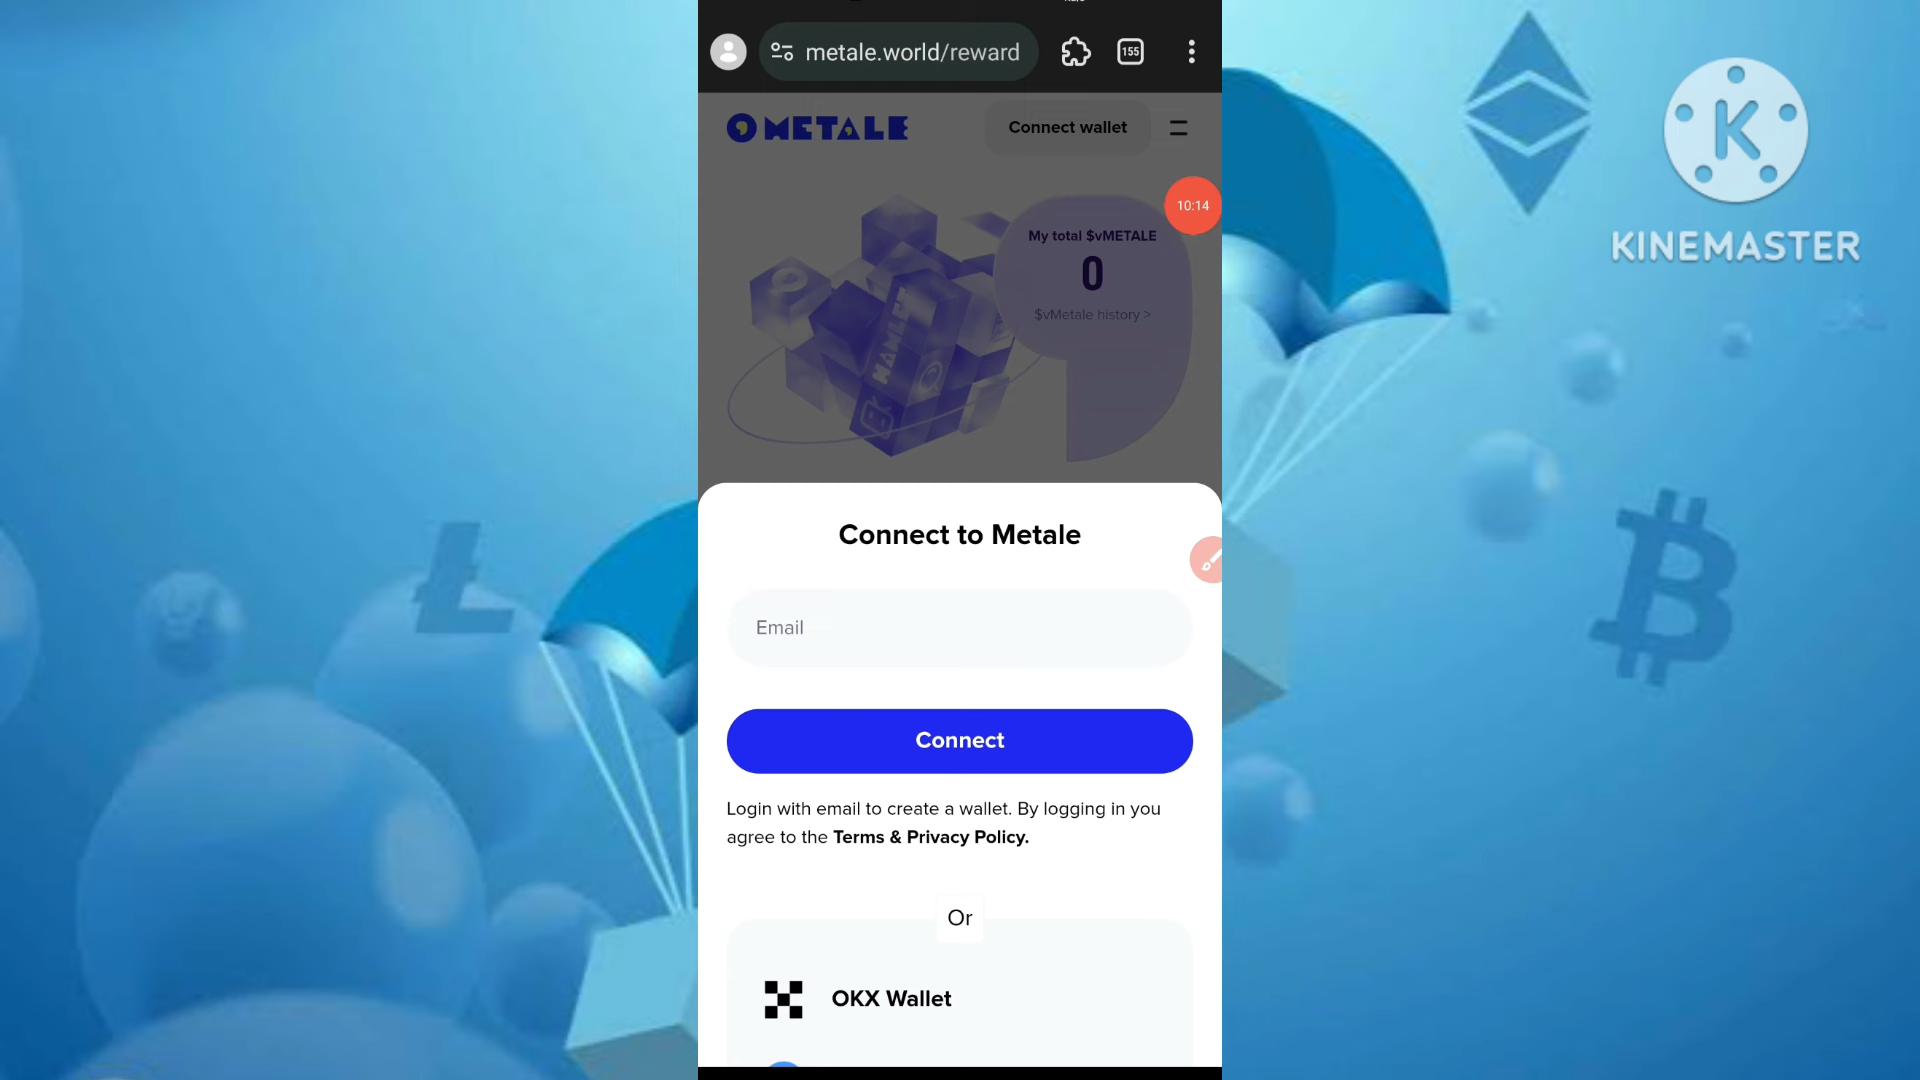 metale.world/reward
155
METALE
Connect wallet
10:14
My total $vMETALE
0
$vMetale history >
HAMLET
Connect to Metale
Email
Connect
Login with email to create a wallet. By logging in you
agree to the Terms & Privacy Policy.
Or
OKX Wallet
K
KINEMASTER